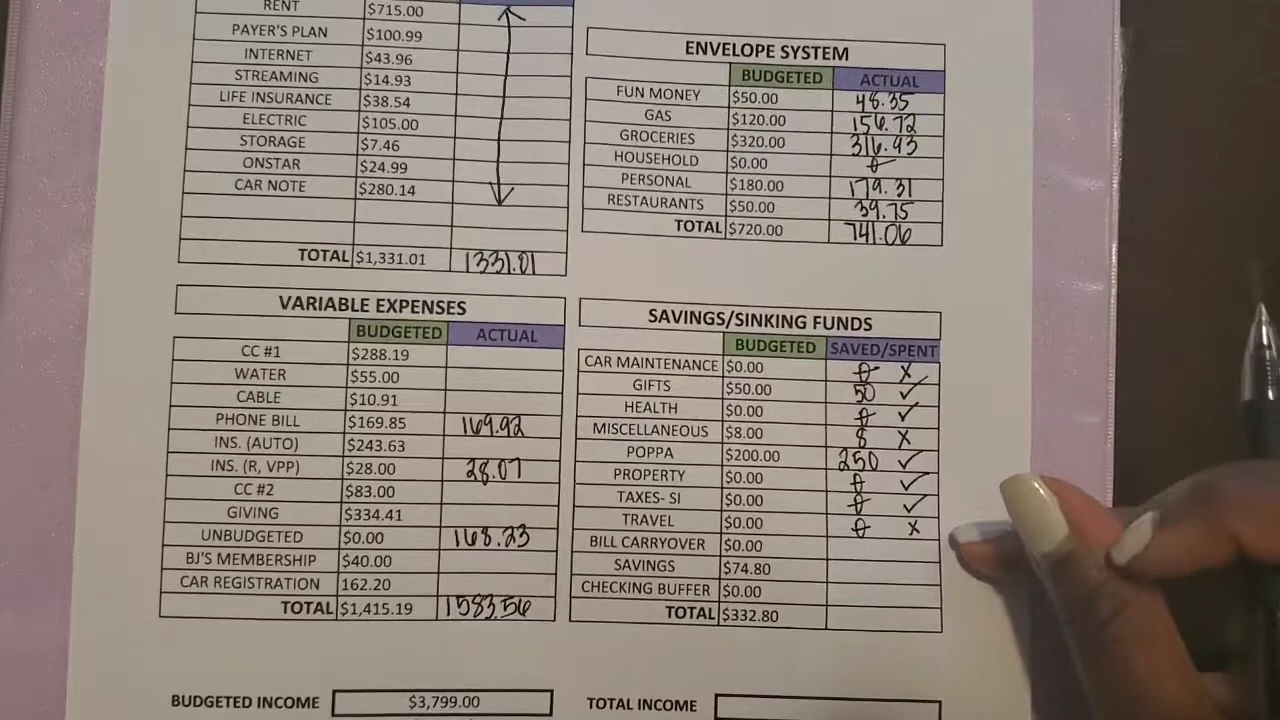 RENT $715.00
PAYER'S PLAN $100.99
INTERNET $43.96
STREAMING $14.93
LIFE INSURANCE $38.54
ELECTRIC $105.00
STORAGE $7.46
ONSTAR $24.99
CAR NOTE $280.14
TOTAL $1,331.01 1331.01
ENVELOPE SYSTEM
BUDGETED ACTUAL
FUN MONEY $50.00 48.35
GAS $120.00 156.72
GROCERIES $320.00 316.93
HOUSEHOLD $0.00 0
PERSONAL $180.00 179.31
RESTAURANTS $50.00 39.75
TOTAL $720.00 741.06
VARIABLE EXPENSES
BUDGETED ACTUAL
CC #1 $288.19
WATER $55.00
CABLE $10.91
PHONE BILL $169.85 169.92
INS. (AUTO) $243.63
INS. (R, VPP) $28.00 28.07
CC #2 $83.00
GIVING $334.41
UNBUDGETED $0.00 168.23
BJ'S MEMBERSHIP $40.00
CAR REGISTRATION 162.20
TOTAL $1,415.19 1583.56
SAVINGS/SINKING FUNDS
BUDGETED SAVED/SPENT
CAR MAINTENANCE $0.00 0 X
GIFTS $50.00 50 ✓
HEALTH $0.00 0 ✓
MISCELLANEOUS $8.00 8 X
POPPA $200.00 250 ✓
PROPERTY $0.00 0 ✓
TAXES- SI $0.00 0 ✓
TRAVEL $0.00 0 X
BILL CARRYOVER $0.00
SAVINGS $74.80
CHECKING BUFFER $0.00
TOTAL $332.80
BUDGETED INCOME $3,799.00
TOTAL INCOME